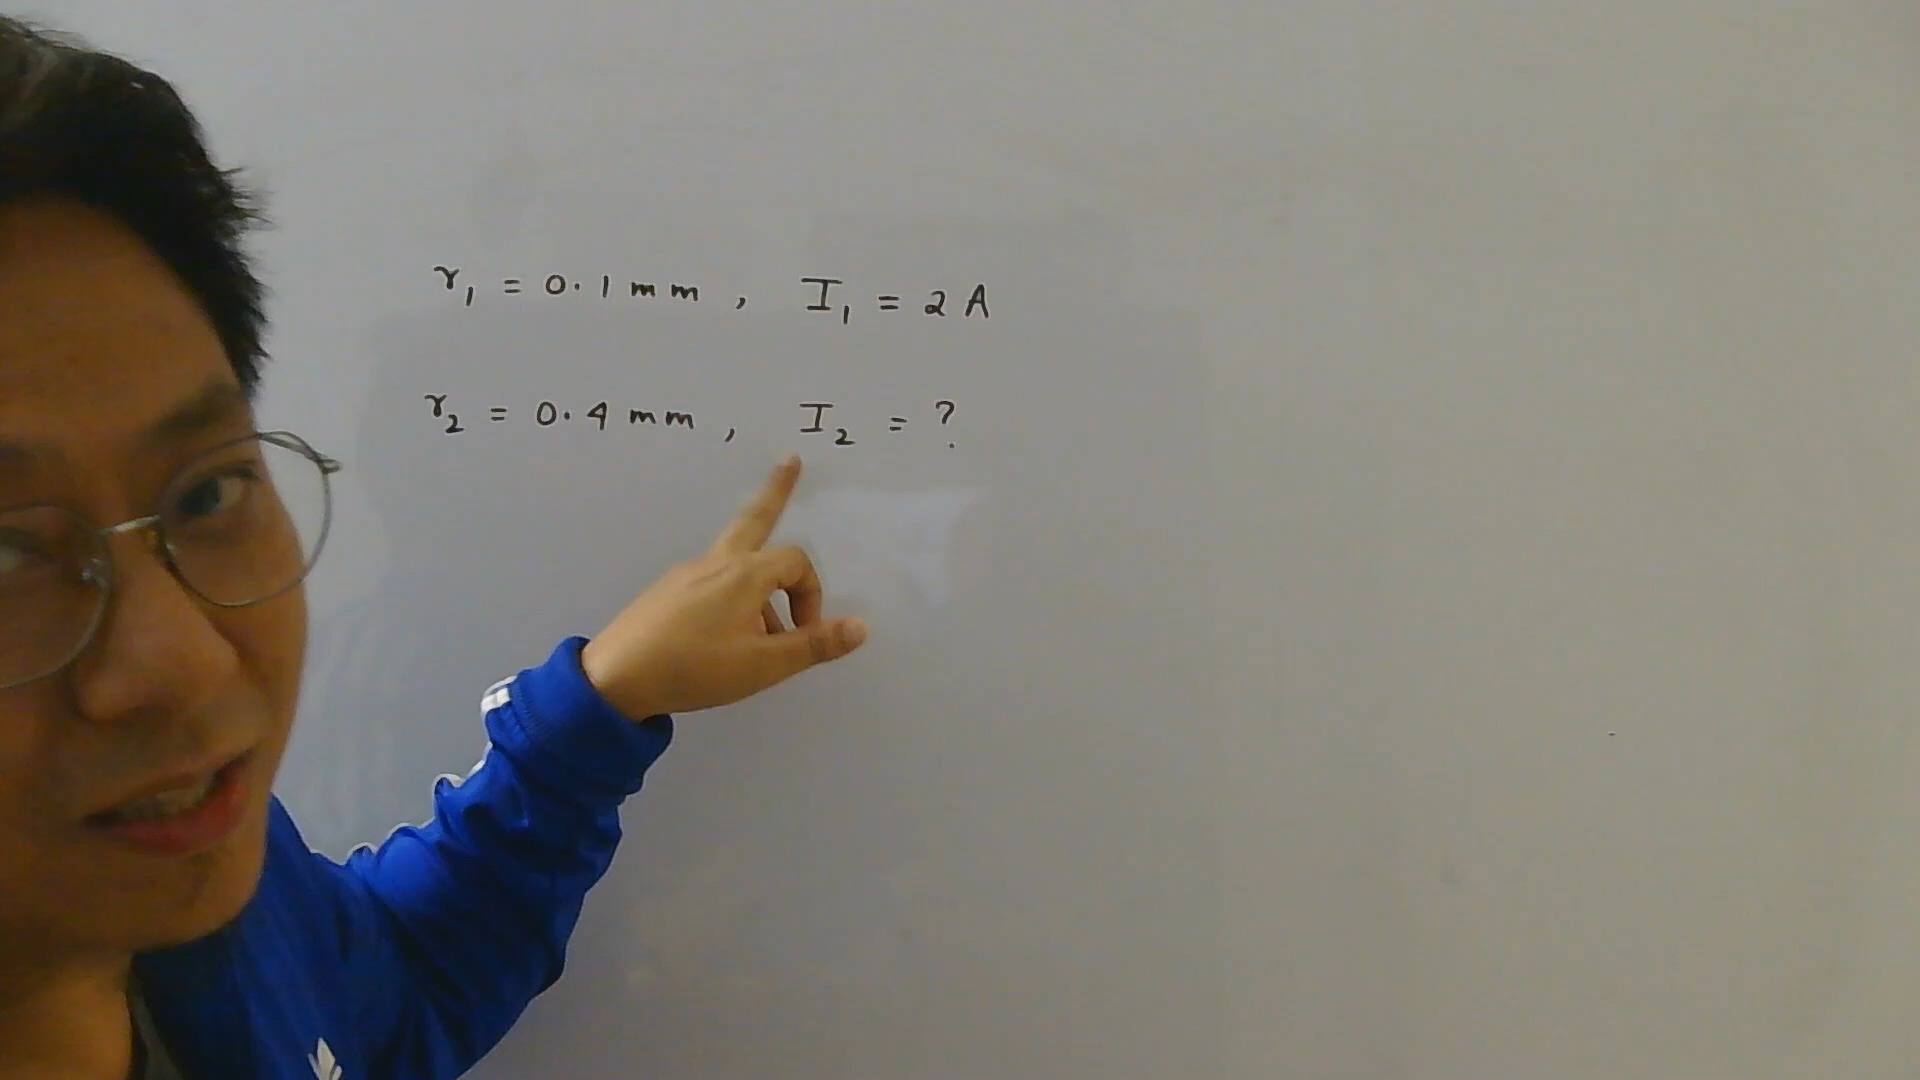 r₁ = 0.1 mm , I₁ = 2 A
r₂ = 0.4 mm , I₂ = ?